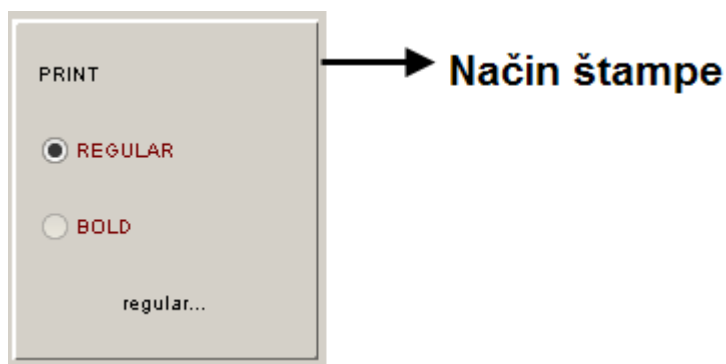 PRINT
Način štampe
REGULAR
BOLD
regular...